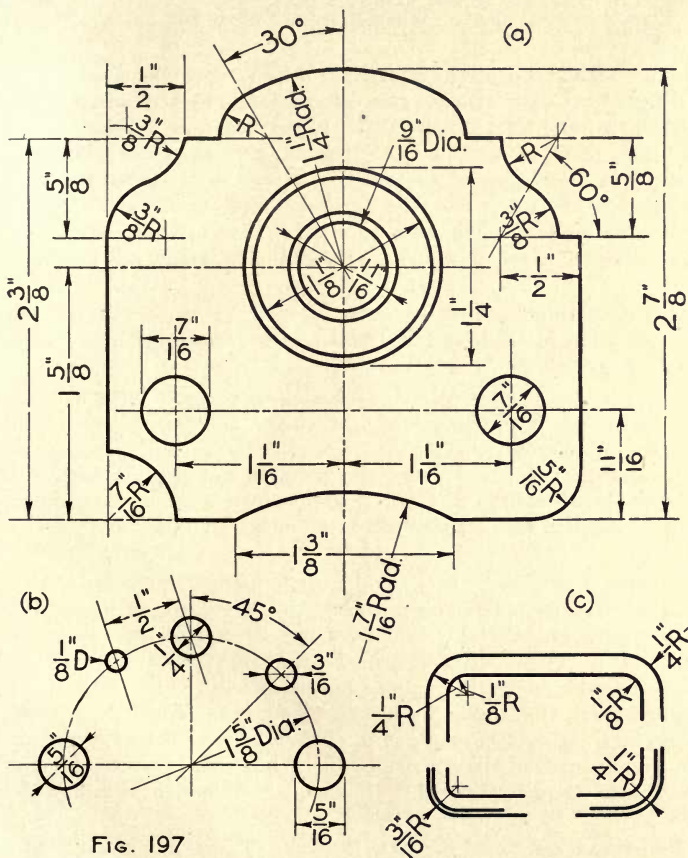 30°
(a)
1/2"
R
1 1/4" Rad.
9/16" Dia.
3/8" R
5/8"
R
60°
5/8"
3/8" R
3/8" R
1/2"
2 3/8"
1 1/8"
11/16"
1 1/4"
2 7/8"
1 5/8"
7/16"
7/16"
1 1/16"
1 1/16"
11/16"
7/16" R
5/16" R
1 3/8"
1 7/16" Rad.
(b)
1/2"
45°
(c)
1/8" D
1/4"
3/16"
1/4" R
1/4" R
1/8" R
1/8" R
1 5/8" Dia.
5/16"
5/16"
3/16" R
1/4" R
FIG. 197